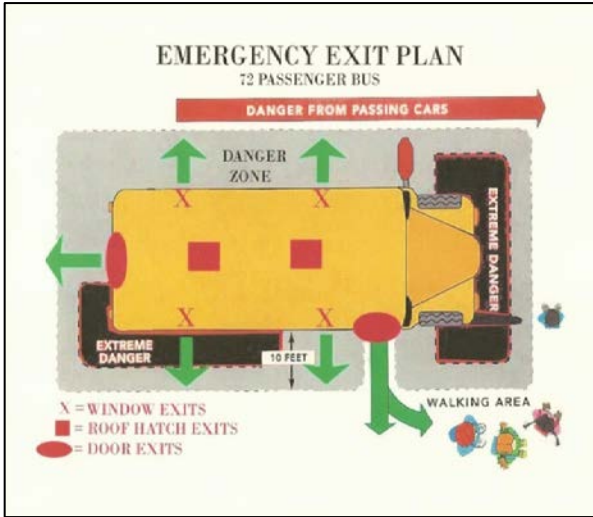 EMERGENCY EXIT PLAN
72 PASSENGER BUS
DANGER FROM PASSING CARS
DANGER
ZONE
X
X
EXTREME DANGER
X
X
EXTREME
DANGER
10 FEET
WALKING AREA
X = WINDOW EXITS
= ROOF HATCH EXITS
= DOOR EXITS